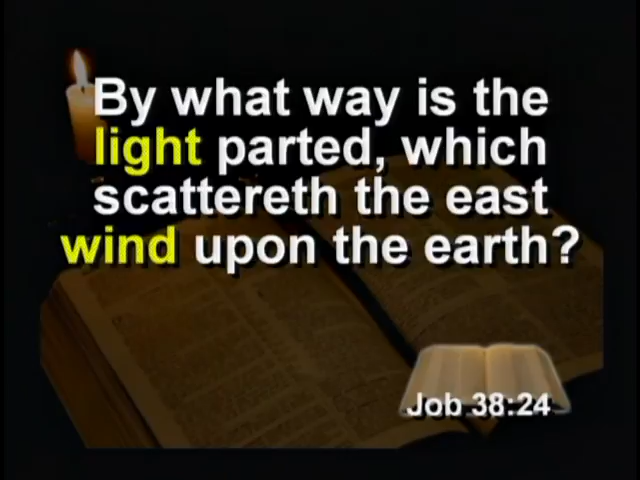 By what way is the
light parted, which
scattereth the east
wind upon the earth?
Job 38:24